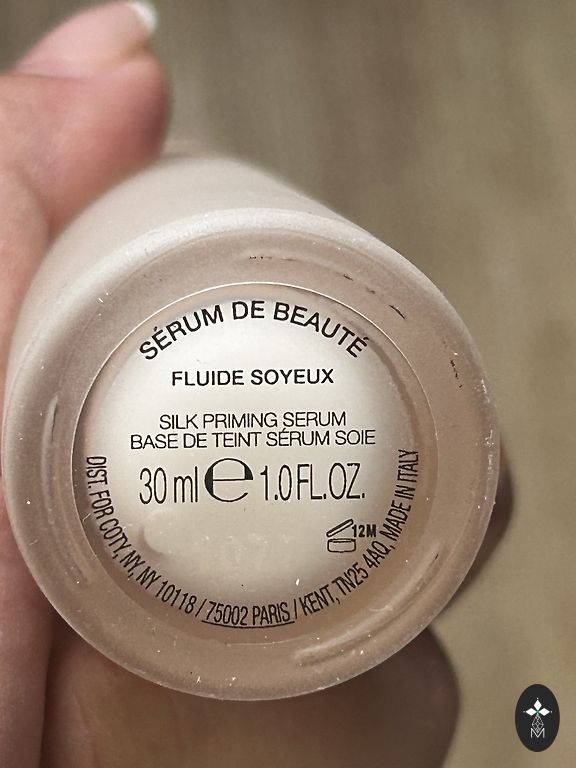 SÉRUM DE BEAUTÉ
FLUIDE SOYEUX
SILK PRIMING SERUM
BASE DE TEINT SÉRUM SOIE
30 ml e 1.0 FL.OZ.
12M
DIST. FOR COTY, NY, NY 10118 / 75002 PARIS / KENT, TN25 4AQ, MADE IN ITALY